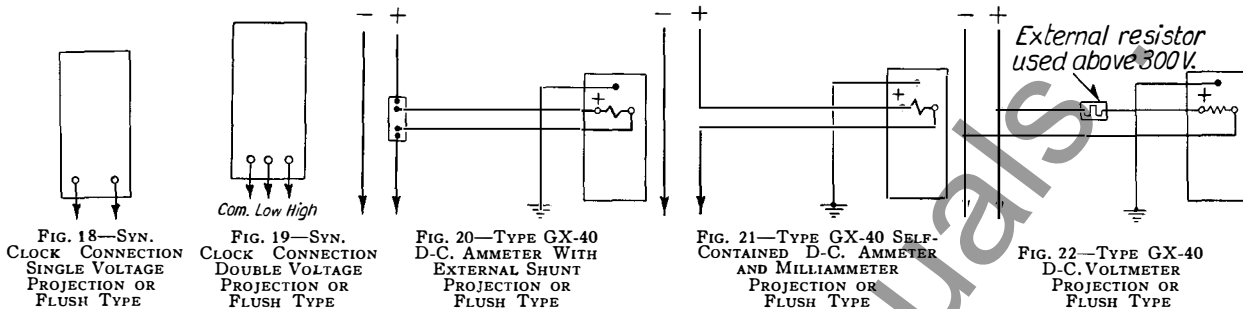 − +
− +
− +
External resistor
used above 300V.
+
+
Com. Low High
FIG. 18—SYN.
CLOCK CONNECTION
SINGLE VOLTAGE
PROJECTION OR
FLUSH TYPE
FIG. 19—SYN.
CLOCK CONNECTION
DOUBLE VOLTAGE
PROJECTION OR
FLUSH TYPE
FIG. 20—TYPE GX-40
D-C. AMMETER WITH
EXTERNAL SHUNT
PROJECTION OR
FLUSH TYPE
FIG. 21—TYPE GX-40 SELF-
CONTAINED D-C. AMMETER
AND MILLIAMMETER
PROJECTION OR
FLUSH TYPE
FIG. 22—TYPE GX-40
D-C. VOLTMETER
PROJECTION OR
FLUSH TYPE